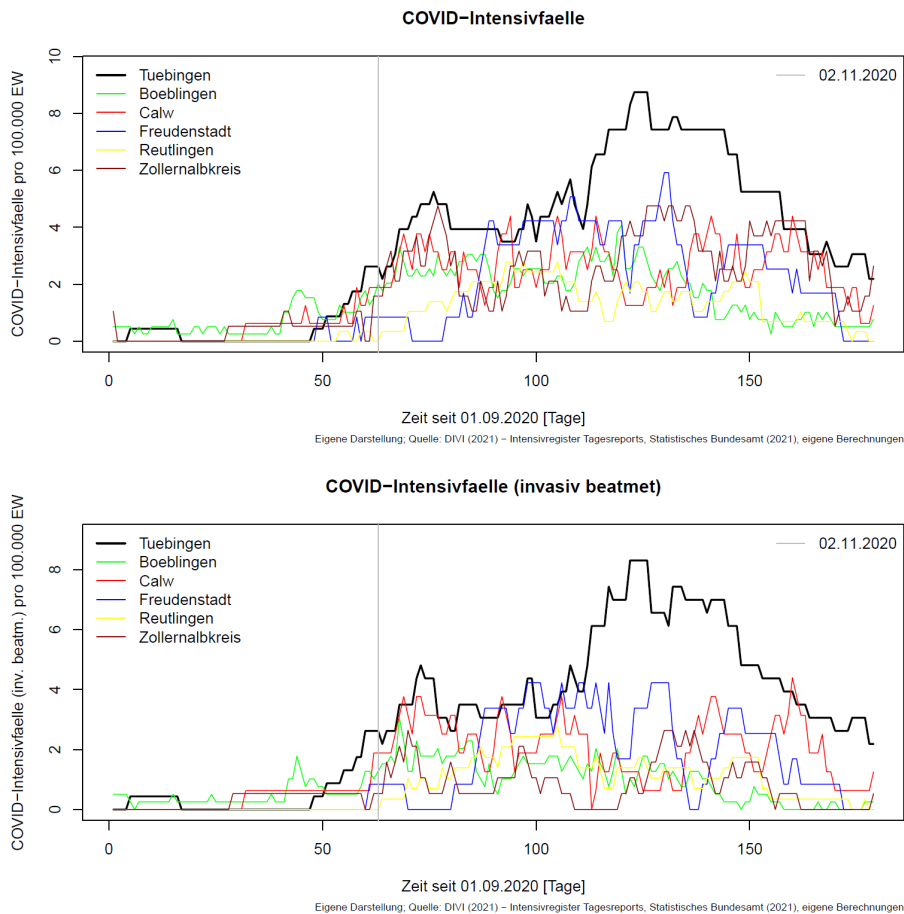 COVID−Intensivfaelle
COVID−Intensivfaelle pro 100.000 EW
10
8
6
4
2
0
Tuebingen
Boeblingen
Calw
Freudenstadt
Reutlingen
Zollernalbkreis
02.11.2020
0 50 100 150
Zeit seit 01.09.2020 [Tage]
Eigene Darstellung; Quelle: DIVI (2021) − Intensivregister Tagesreports, Statistisches Bundesamt (2021), eigene Berechnungen
COVID−Intensivfaelle (invasiv beatmet)
COVID−Intensivfaelle (inv. beatm.) pro 100.000 EW
8
6
4
2
0
Tuebingen
Boeblingen
Calw
Freudenstadt
Reutlingen
Zollernalbkreis
02.11.2020
0 50 100 150
Zeit seit 01.09.2020 [Tage]
Eigene Darstellung; Quelle: DIVI (2021) − Intensivregister Tagesreports, Statistisches Bundesamt (2021), eigene Berechnungen